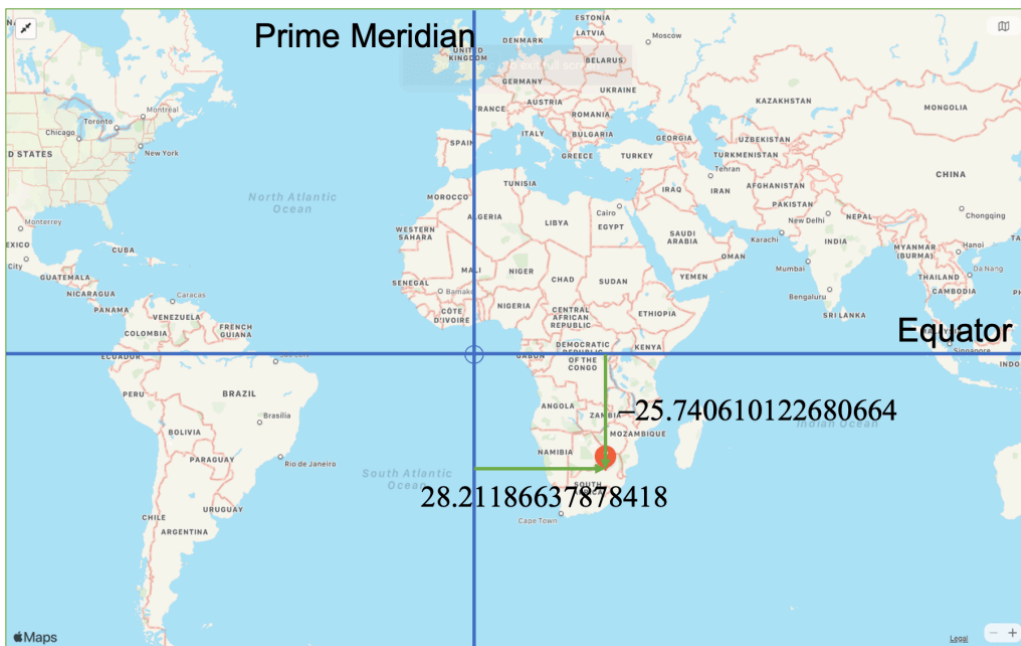 ESTONIA
Prime Meridian
LATVIA
Moscow
DENMARK
UNITED
KINGDOM
BELARUS
GERMANY
UKRAINE
KAZAKHSTAN
Montreal
AUSTRIA
MONGOLIA
Toronto
ROMANIA
Chicago
ITALY
BULGARIA
GEORGIA
UZBEKISTAN
SPAIN
New York
D STATES
GREECE
TURKEY
TURKMENISTAN
Tehran
CHINA
TUNISIA
AFGHANISTAN
IRAQ
IRAN
MOROCCO
North Atlantic
Ocean
PAKISTAN
Cairo
New Delhi
NEPAL
Chongqing
ALGERIA
LIBYA
EGYPT
Monterrey
WESTERN
SAHARA
SAUDI
ARABIA
Karachi
INDIA
EXICO
CUBA
OMAN
MYANMAR
(BURMA)
Hanoi
City
MALI
NIGER
Mumbai
Da Nang
GUATEMALA
CHAD
SUDAN
YEMEN
THAILAND
SENEGAL
Bamako
NICARAGUA
Caracas
Bengaluru
CAMBODIA
PANAMA
NIGERIA
VENEZUELA
CÔTE
D'IVOIRE
CENTRAL
AFRICAN
REPUBLIC
ETHIOPIA
SRI LANKA
COLOMBIA
FRENCH
GUIANA
Equator
DEMOCRATIC
REPUBLIC
OF THE
CONGO
KENYA
ECUADOR
GABON
Singapore
INDO
PERU
BRAZIL
ANGOLA
ZAMBIA
–25.740610122680664
Brasília
Indian Ocean
BOLIVIA
MOZAMBIQUE
NAMIBIA
PARAGUAY
Rio de Janeiro
South Atlantic
Ocean
SOUTH
AFRICA
28.21186637878418
URUGUAY
CHILE
Cape Town
ARGENTINA
Maps
Legal